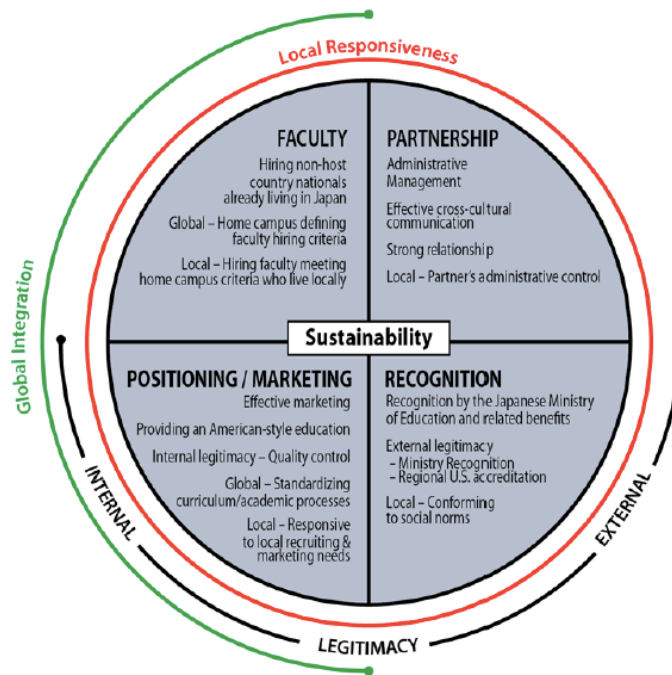 Local Responsiveness
Global Integration
FACULTY
Hiring non-host
country nationals
already living in Japan
Global – Home campus defining
faculty hiring criteria
Local – Hiring faculty meeting
home campus criteria who live locally
PARTNERSHIP
Administrative
Management
Effective cross-cultural
communication
Strong relationship
Local – Partner's administrative control
Sustainability
POSITIONING / MARKETING
Effective marketing
Providing an American-style education
Internal legitimacy – Quality control
Global – Standardizing
curriculum/academic processes
Local – Responsive
to local recruiting &
marketing needs
RECOGNITION
Recognition by the Japanese Ministry
of Education and related benefits
External legitimacy
– Ministry Recognition
– Regional U.S. accreditation
Local – Conforming
to social norms
INTERNAL
LEGITIMACY
EXTERNAL